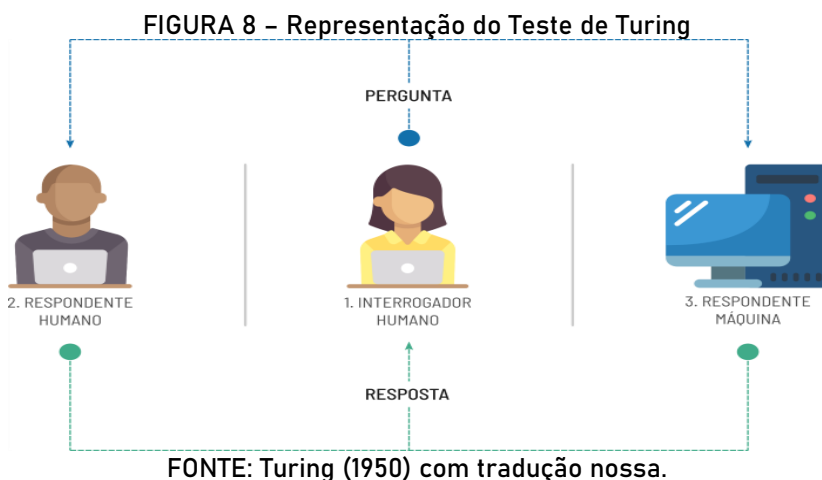 FIGURA 8 – Representação do Teste de Turing
PERGUNTA
2. RESPONDENTE
HUMANO
1. INTERROGADOR
HUMANO
3. RESPONDENTE
MÁQUINA
RESPOSTA
FONTE: Turing (1950) com tradução nossa.